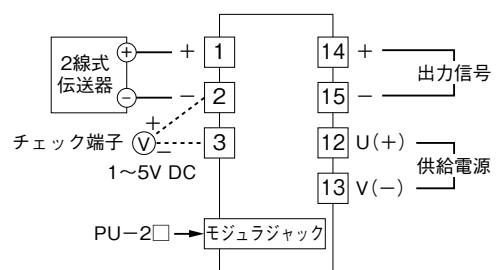 2線式
伝送器
+
−
+
−
1
2
3
チェック端子
V
+
−
1〜5V DC
PU−2□
モジュラジャック
14
+
15
−
出力信号
12
U(+)
13
V(−)
供給電源